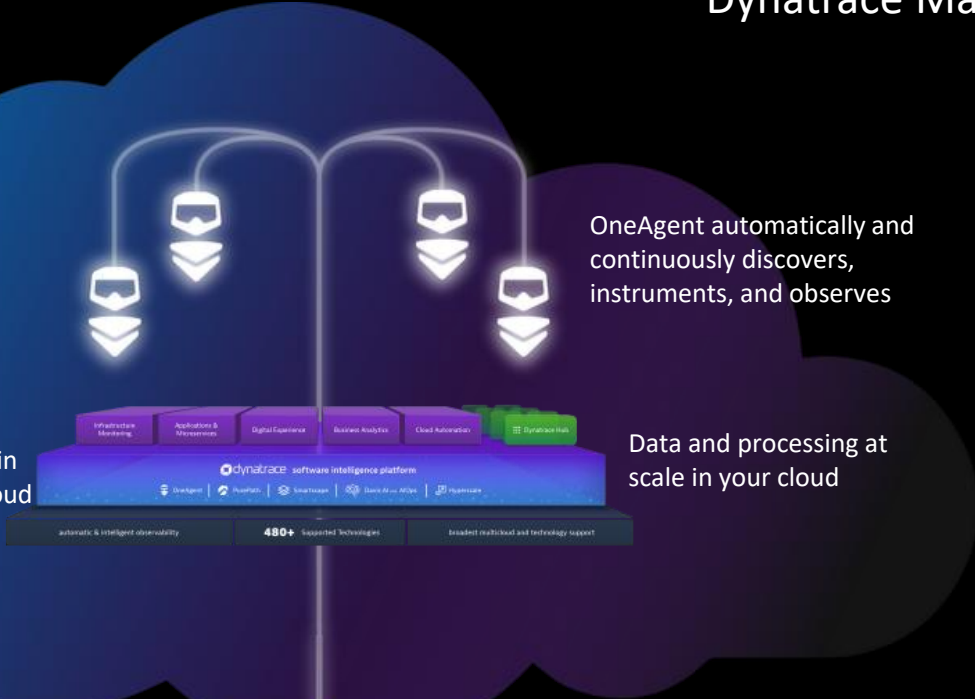 Dynatrace Ma
OneAgent automatically and
continuously discovers,
instruments, and observes
Infrastructure
Monitoring
Applications &
Microservices
Digital Experience
Business Analytics
Cloud Automation
Dynatrace Hub
in
oud
dynatrace software intelligence platform
OneAgent
PurePath
Smartscape
Davis AI AIOps
Hyperscale
Data and processing at
scale in your cloud
automatic & intelligent observability
480+ Supported Technologies
broadest multicloud and technology support